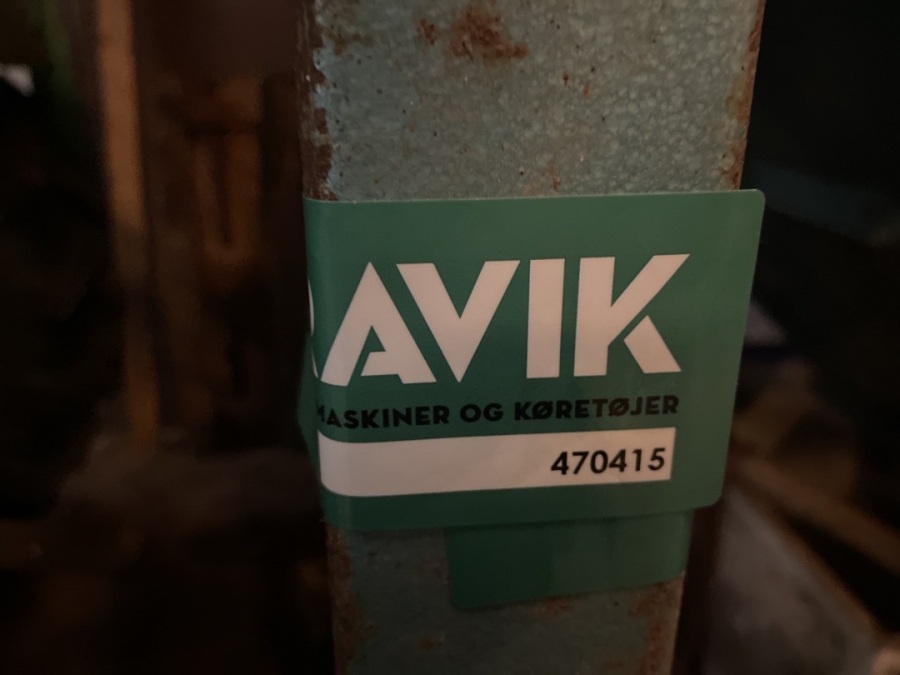 RAVIK
MASKINER OG KØRETØJER
470415